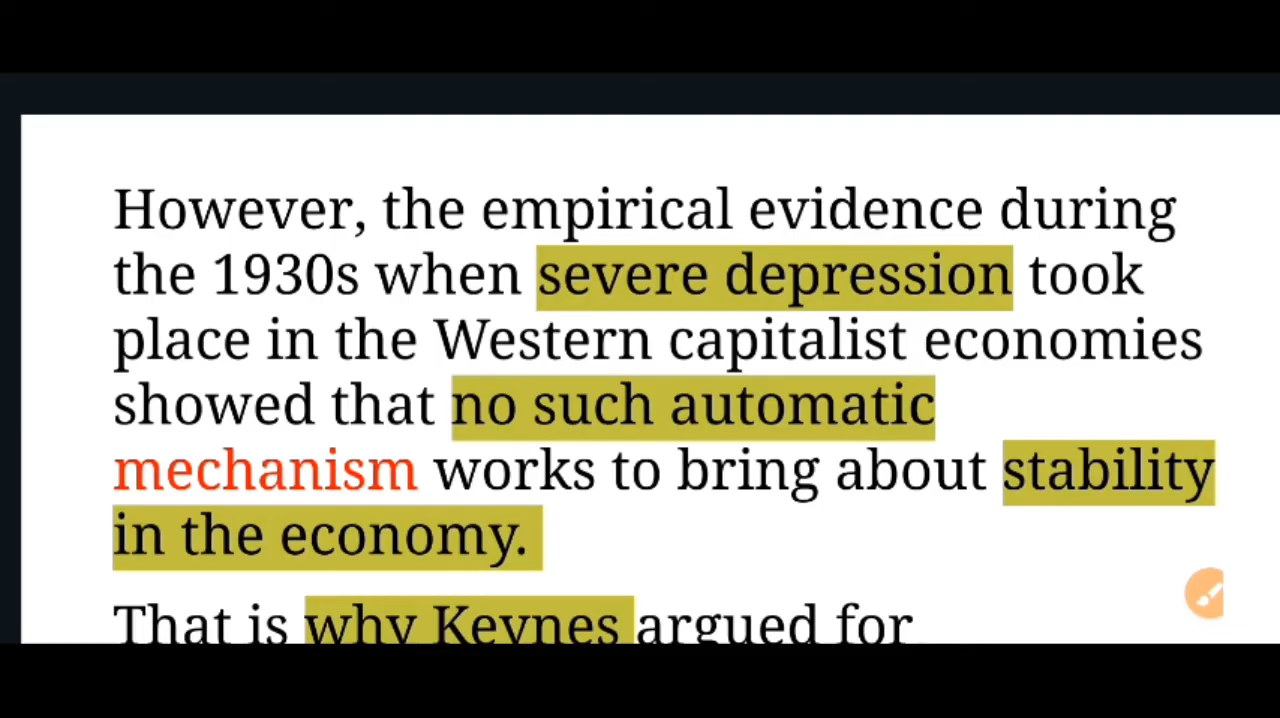 However, the empirical evidence during
the 1930s when severe depression took
place in the Western capitalist economies
showed that no such automatic
mechanism works to bring about stability
in the economy.
That is why Keynes argued for